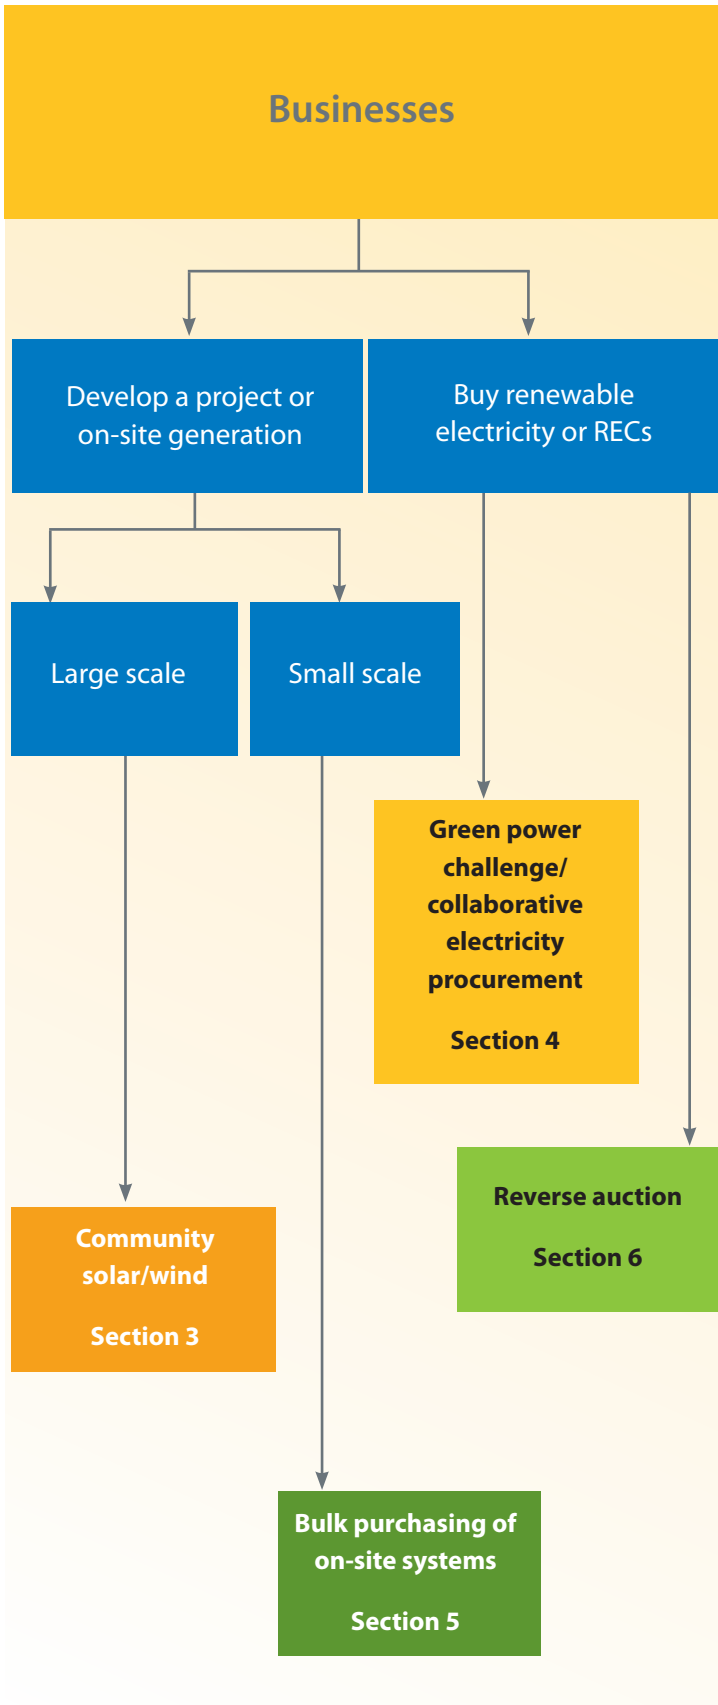 Businesses
Develop a project or
on-site generation
Buy renewable
electricity or RECs
Large scale
Small scale
Green power
challenge/
collaborative
electricity
procurement
Section 4
Reverse auction
Section 6
Community
solar/wind
Section 3
Bulk purchasing of
on-site systems
Section 5